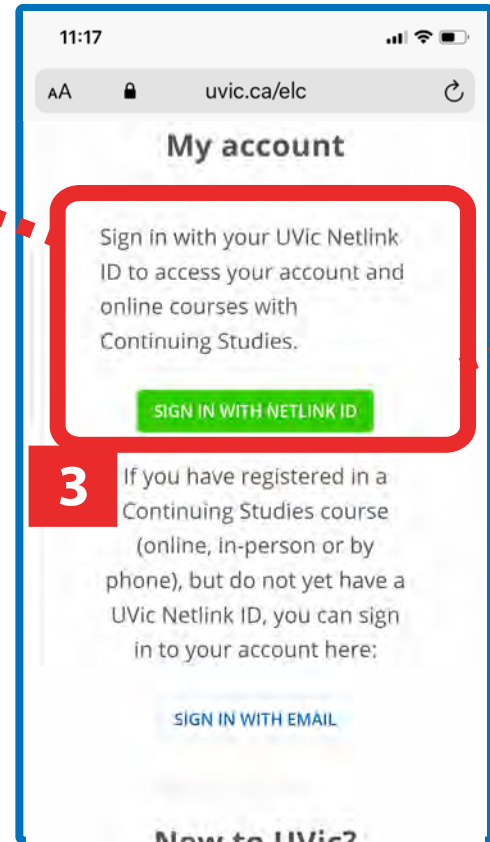 11:17
AA uvic.ca/elc
My account
Sign in with your UVic Netlink
ID to access your account and
online courses with
Continuing Studies.
SIGN IN WITH NETLINK ID
3
If you have registered in a
Continuing Studies course
(online, in-person or by
phone), but do not yet have a
UVic Netlink ID, you can sign
in to your account here:
SIGN IN WITH EMAIL
New to UVic?